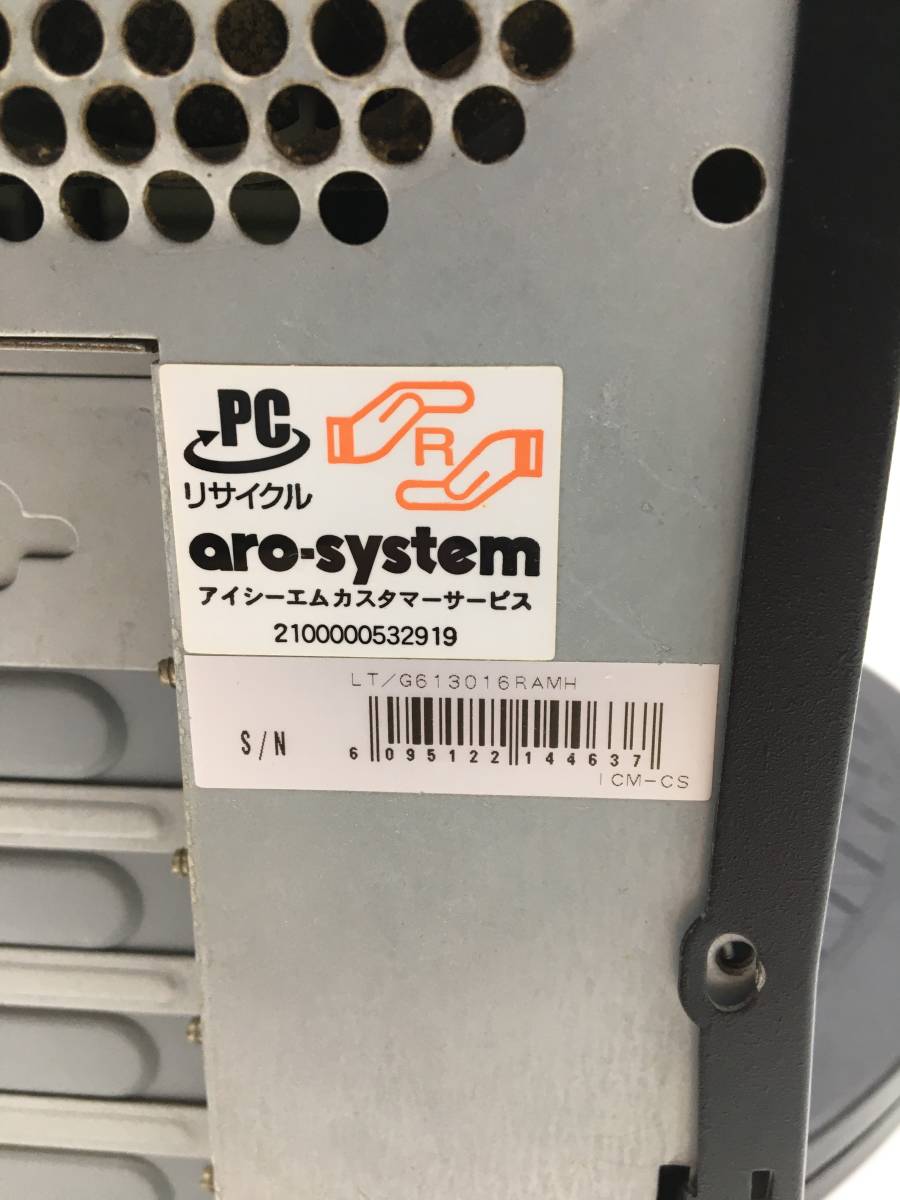 PC
リサイクル
R
aro-system
アイシーエムカスタマーサービス
2100000532919
LT/G613016RAMH
S/N
6 095122 144637
ICM-CS